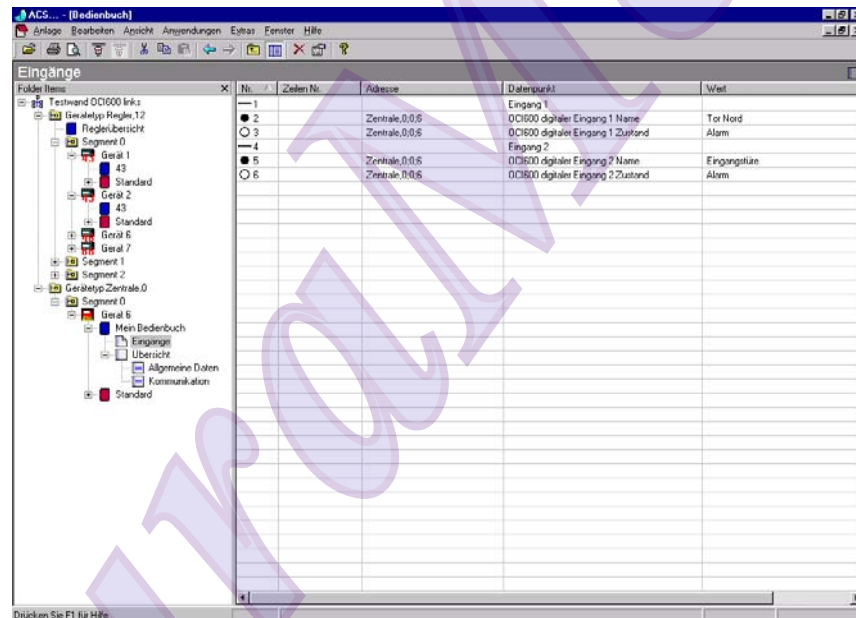 ACS... - [Bedienbuch]
Anlage Bearbeiten Ansicht Anwendungen Extras Fenster Hilfe
Eingänge
Folder Items
Testwand OCI600 links
Gerätetyp Regler,12
Reglerübersicht
Segment 0
Gerät 1
43
Standard
Gerät 2
43
Standard
Gerät 6
Gerät 7
Segment 1
Segment 2
Gerätetyp Zentrale,0
Segment 0
Gerät 6
Mein Bedienbuch
Eingänge
Übersicht
Allgemeine Daten
Kommunikation
Standard
Nr. Zeilen Nr. Adresse Datenpunkt Wert
1 Eingang 1
2 Zentrale,0;0;6 OCI600 digitaler Eingang 1 Name Tor Nord
3 Zentrale,0;0;6 OCI600 digitaler Eingang 1 Zustand Alarm
4 Eingang 2
5 Zentrale,0;0;6 OCI600 digitaler Eingang 2 Name Eingangstüre
6 Zentrale,0;0;6 OCI600 digitaler Eingang 2 Zustand Alarm
Drücken Sie F1 für Hilfe.